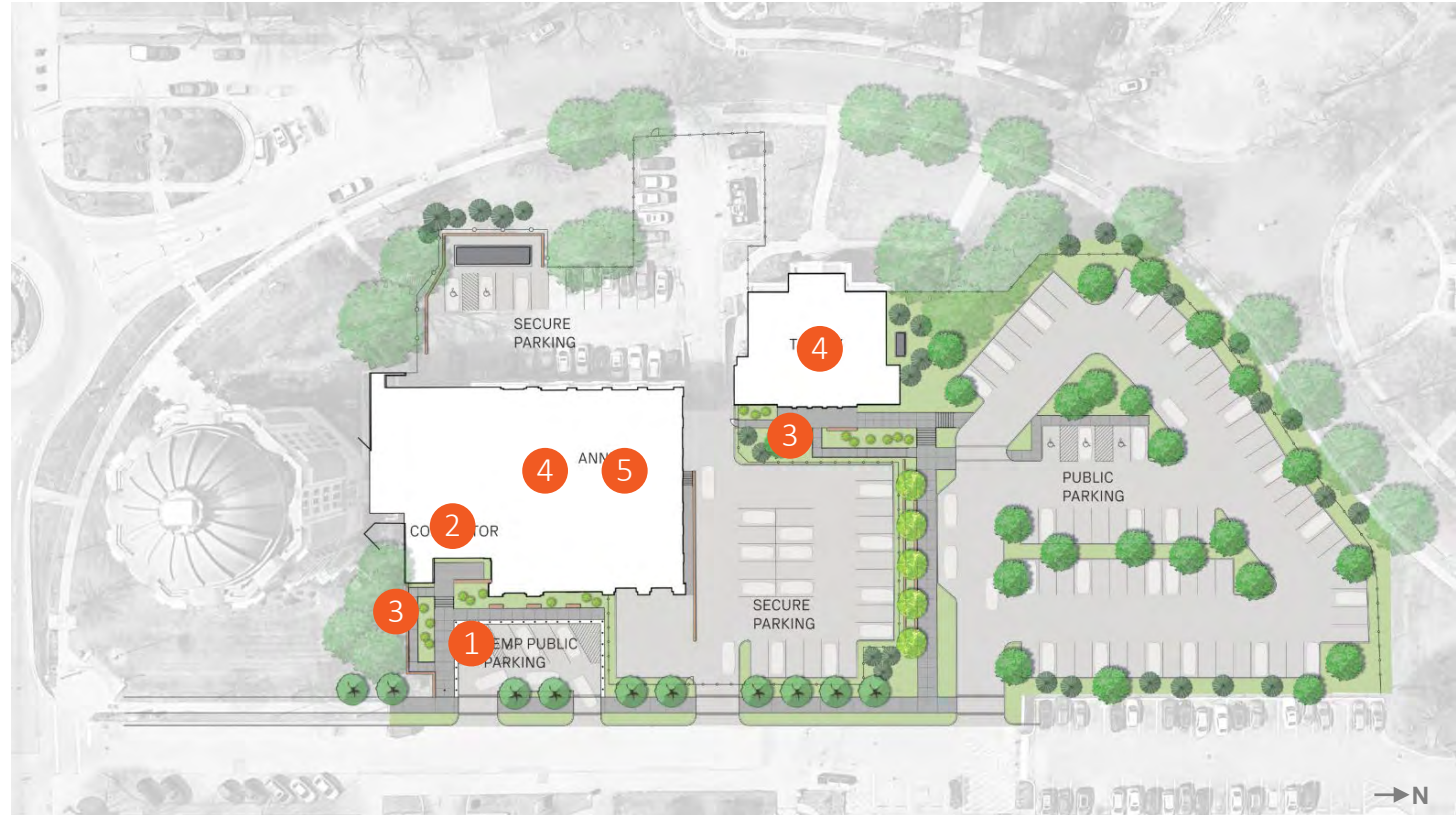 SECURE
PARKING
4
3
4
ANN
5
PUBLIC
PARKING
2
CO TOR
SECURE
PARKING
3
1
EMP PUBLIC
PARKING
N